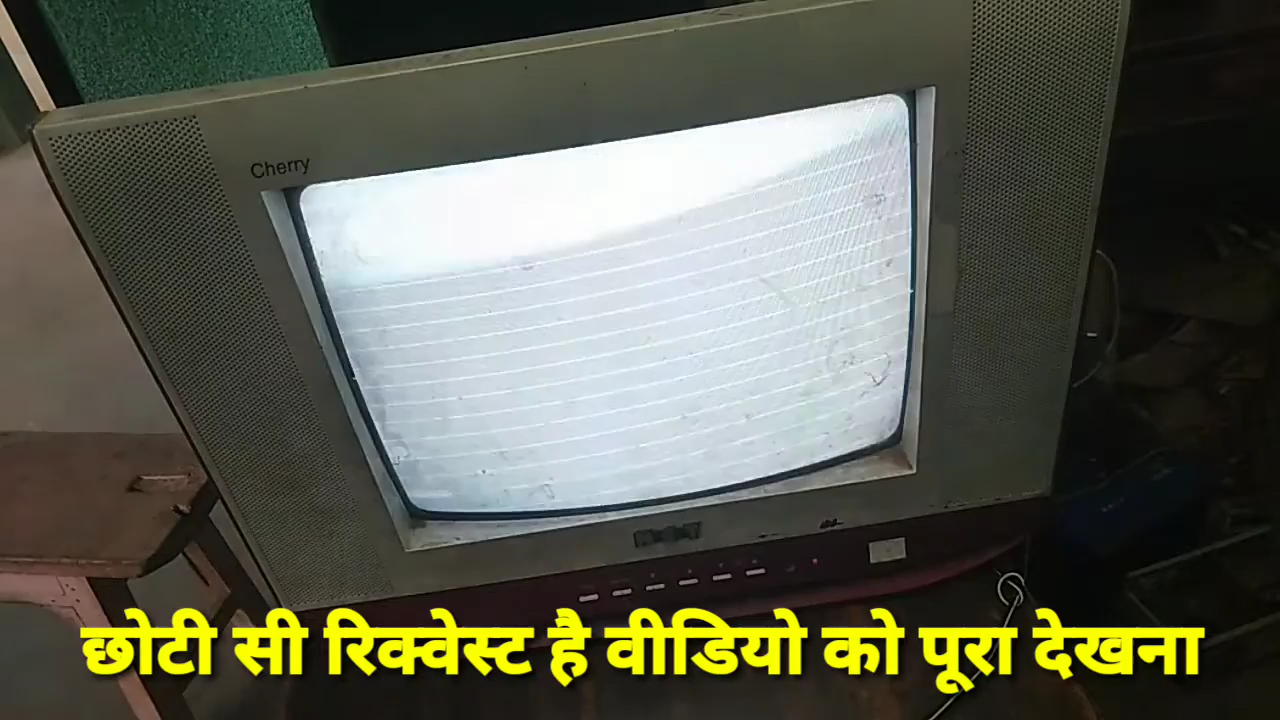 Cherry
छोटी सी रिक्वेस्ट है वीडियो को पूरा देखना